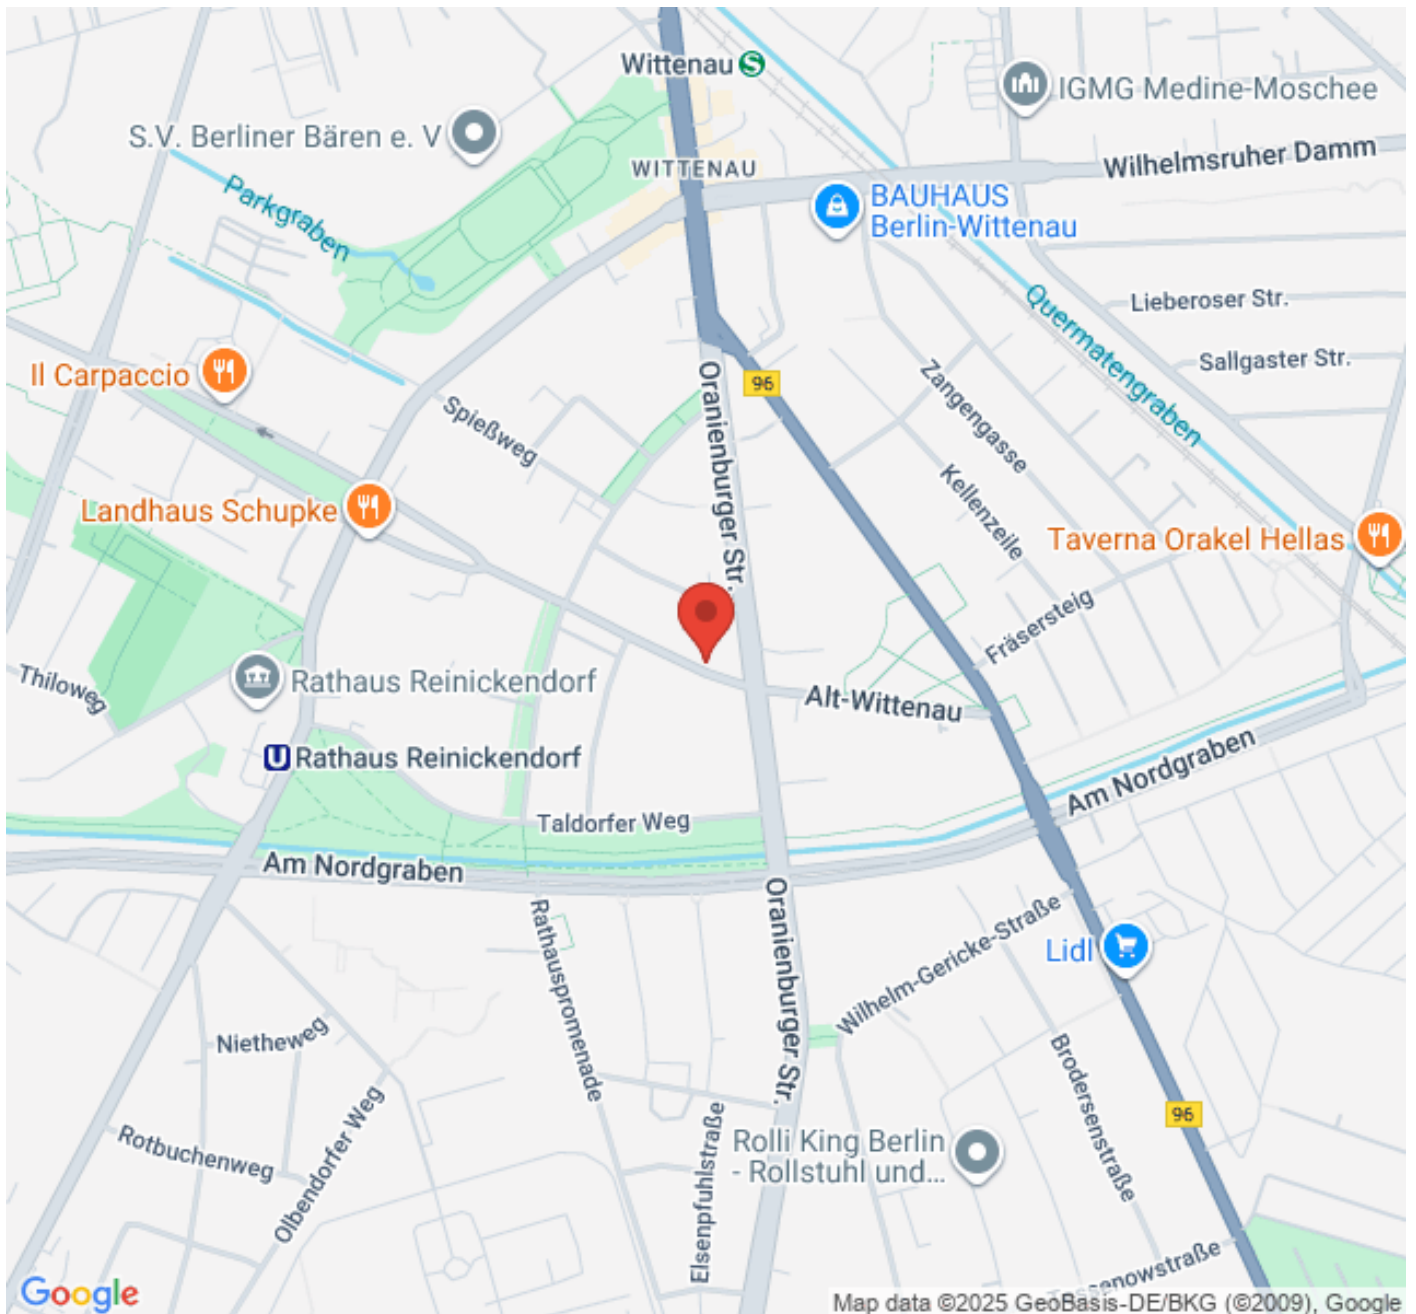 Wittenau S
IGMG Medine-Moschee
S.V. Berliner Bären e. V
Wilhelmsruher Damm
WITTENAU
Parkgraben
BAUHAUS
Berlin-Wittenau
Quermatengraben
Lieberoser Str.
Sallgaster Str.
Il Carpaccio
Oranienburger Str.
96
Zangengasse
Spießweg
Kellenzeile
Landhaus Schupke
Taverna Orakel Hellas
Fräsersteig
Thiloweg
Rathaus Reinickendorf
Alt-Wittenau
U Rathaus Reinickendorf
Am Nordgraben
Taldorfer Weg
Am Nordgraben
Oranienburger Str.
Rathauspromenade
Wilhelm-Gericke-Straße
Lidl
Nietheweg
Brodersenstraße
Olbendorfer Weg
Rotbuchenweg
Elsenpfuhlstraße
96
Rolli King Berlin
- Rollstuhl und...
Google
Map data ©2025 GeoBasis-DE/BKG (©2009), Google